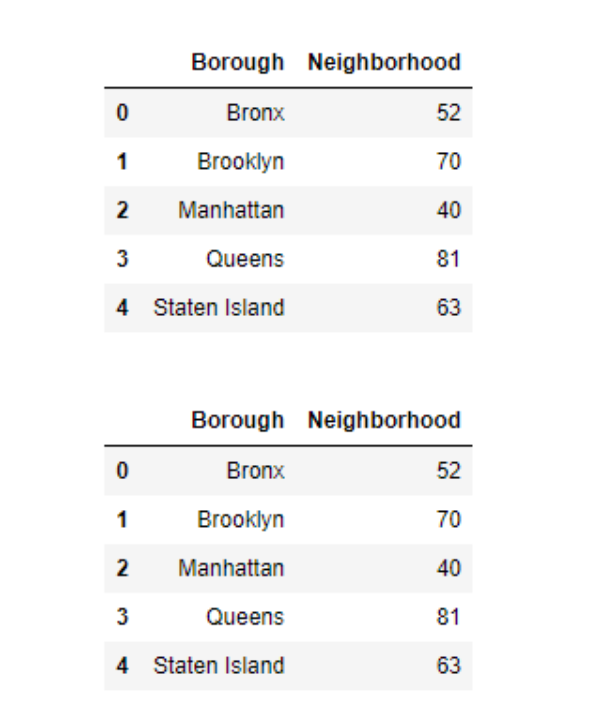 Borough Neighborhood
0 Bronx 52
1 Brooklyn 70
2 Manhattan 40
3 Queens 81
4 Staten Island 63
Borough Neighborhood
0 Bronx 52
1 Brooklyn 70
2 Manhattan 40
3 Queens 81
4 Staten Island 63